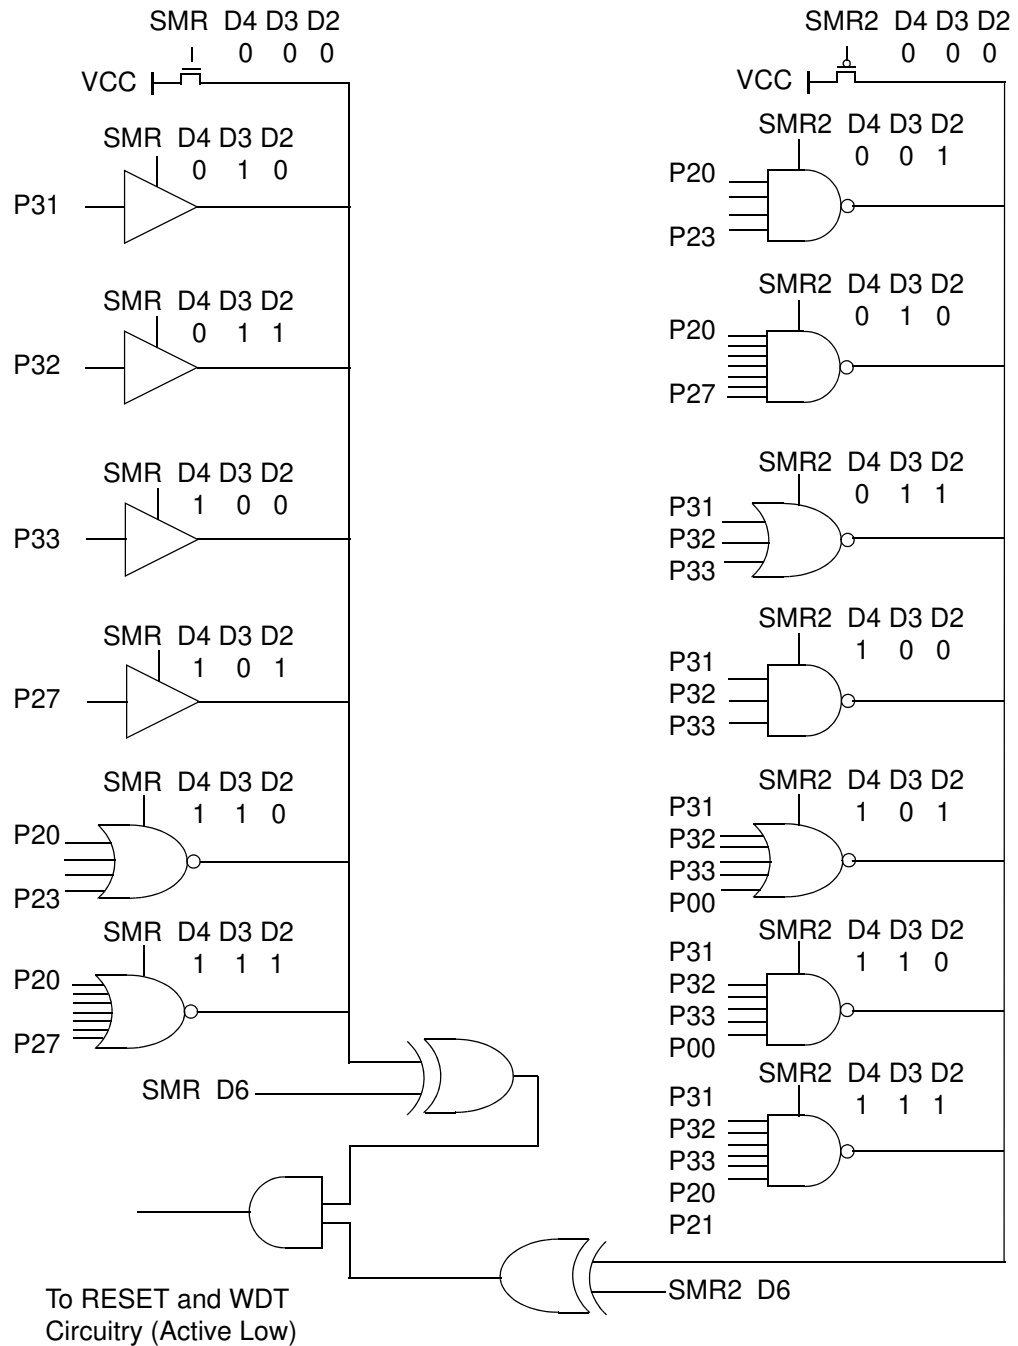 SMR D4 D3 D2
0 0 0
VCC
SMR D4 D3 D2
0 1 0
P31
SMR D4 D3 D2
0 1 1
P32
SMR D4 D3 D2
1 0 0
P33
SMR D4 D3 D2
1 0 1
P27
SMR D4 D3 D2
1 1 0
P20
P23
SMR D4 D3 D2
1 1 1
P20
P27
SMR D6
To RESET and WDT
Circuitry (Active Low)
SMR2 D4 D3 D2
0 0 0
VCC
SMR2 D4 D3 D2
0 0 1
P20
P23
SMR2 D4 D3 D2
0 1 0
P20
P27
SMR2 D4 D3 D2
0 1 1
P31
P32
P33
SMR2 D4 D3 D2
1 0 0
P31
P32
P33
SMR2 D4 D3 D2
1 0 1
P31
P32
P33
P00
SMR2 D4 D3 D2
1 1 0
P31
P32
P33
P00
SMR2 D4 D3 D2
1 1 1
P31
P32
P33
P20
P21
SMR2 D6